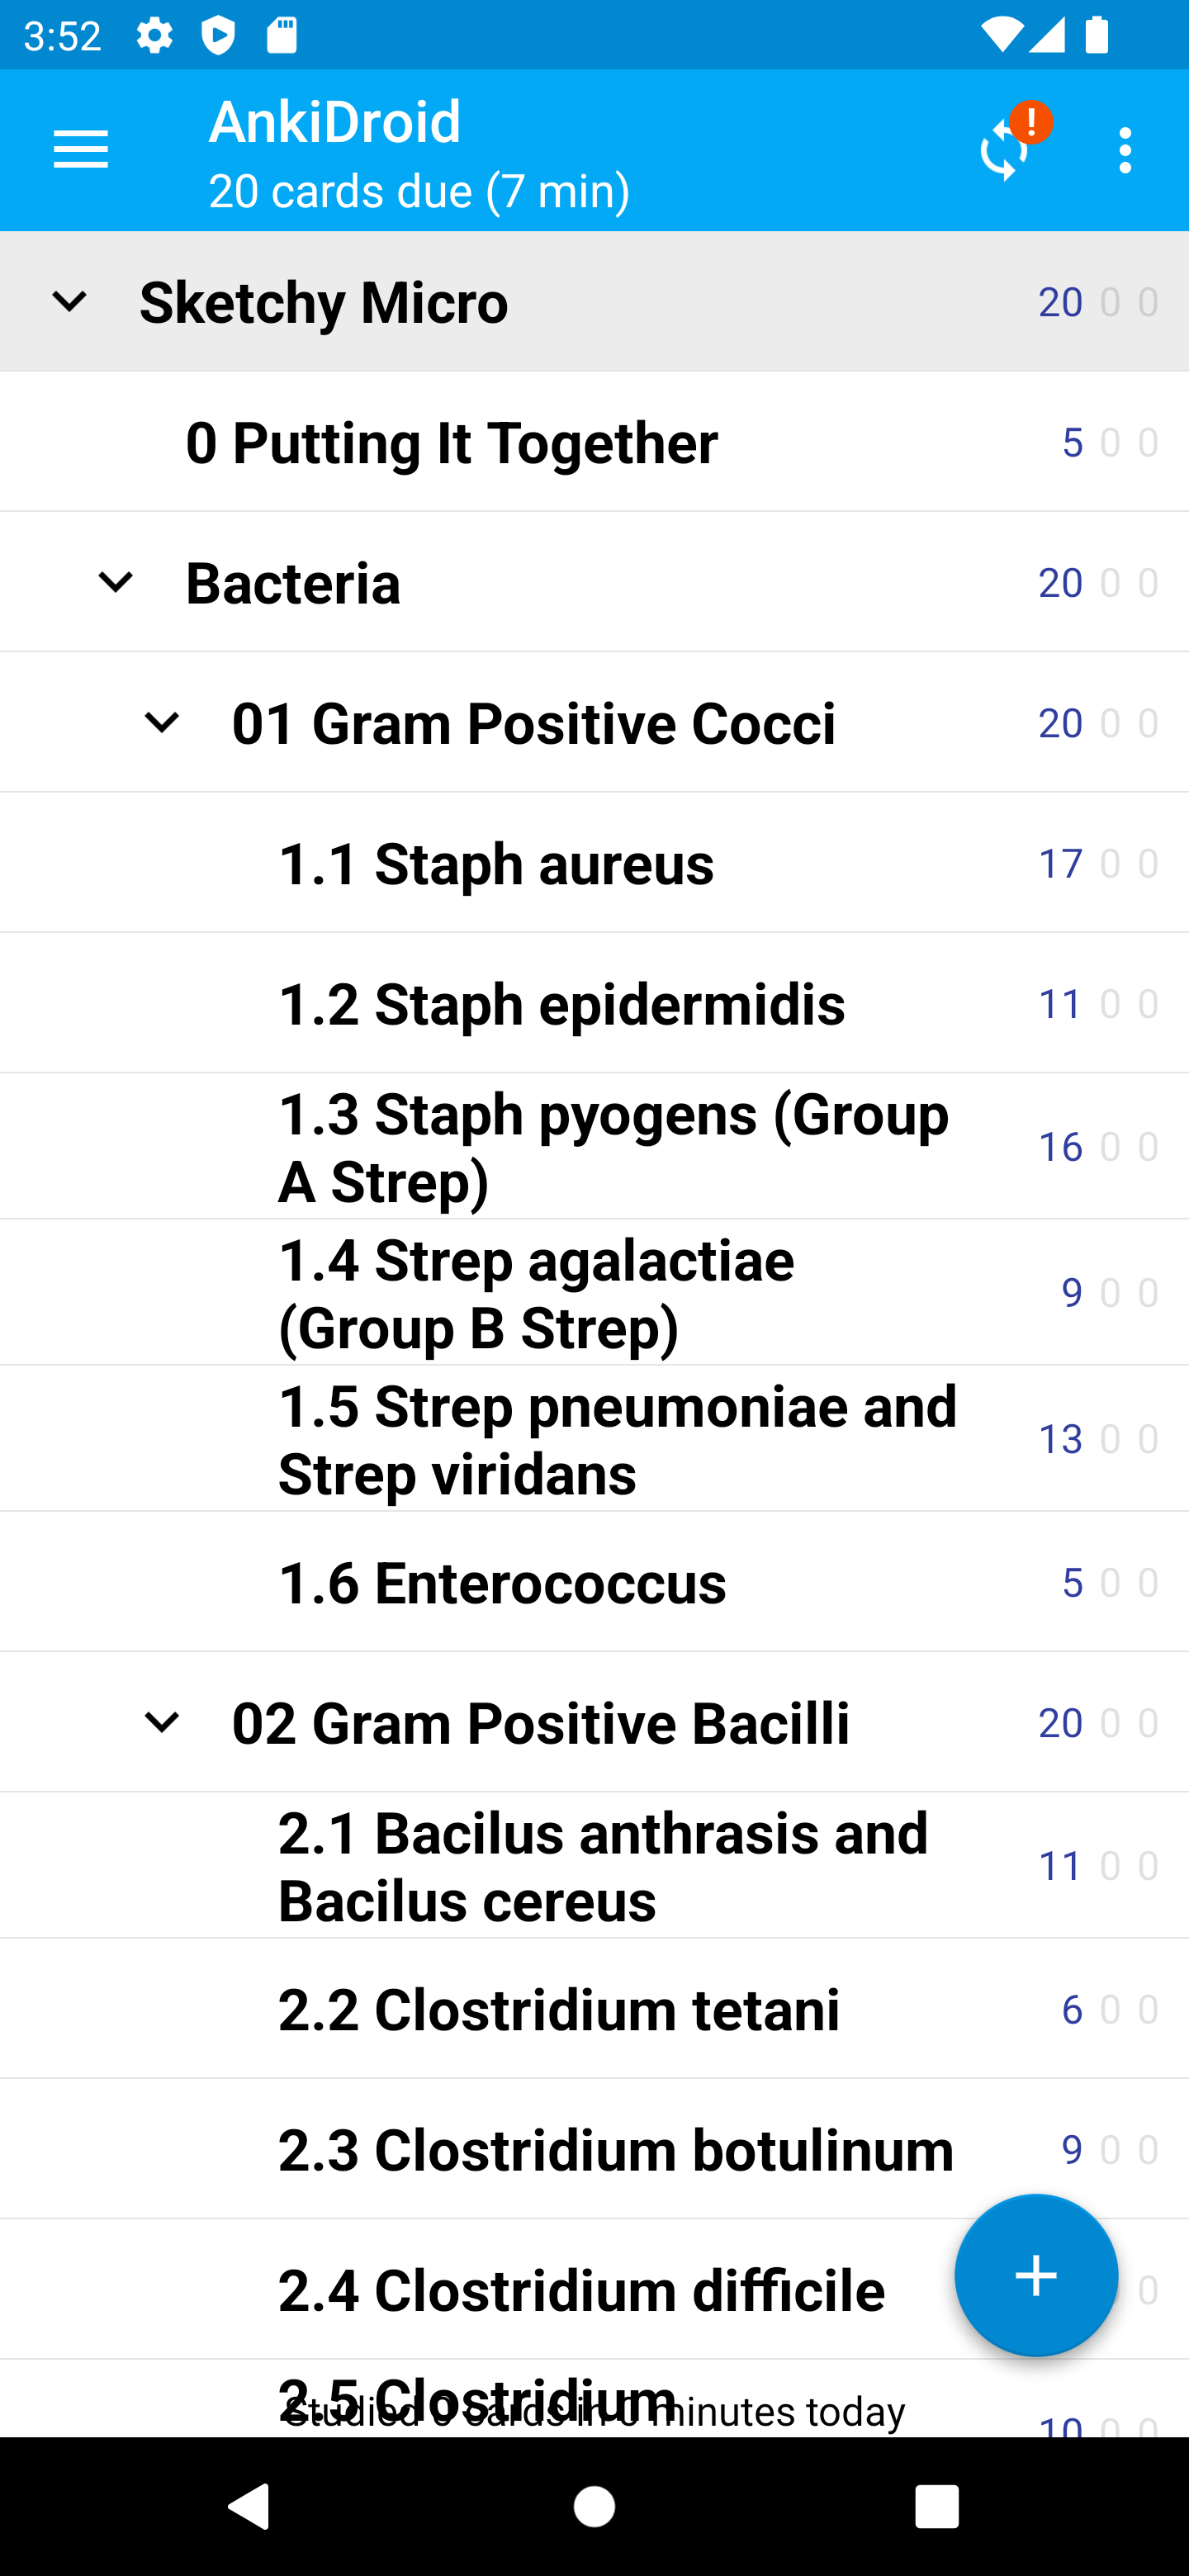 3:52
AnkiDroid
20 cards due (7 min)
Sketchy Micro 20 0 0
0 Putting It Together 5 0 0
Bacteria 20 0 0
01 Gram Positive Cocci 20 0 0
1.1 Staph aureus 17 0 0
1.2 Staph epidermidis 11 0 0
1.3 Staph pyogens (Group
A Strep) 16 0 0
1.4 Strep agalactiae
(Group B Strep) 9 0 0
1.5 Strep pneumoniae and
Strep viridans 13 0 0
1.6 Enterococcus 5 0 0
02 Gram Positive Bacilli 20 0 0
2.1 Bacilus anthrasis and
Bacilus cereus 11 0 0
2.2 Clostridium tetani 6 0 0
2.3 Clostridium botulinum 9 0 0
2.4 Clostridium difficile 0
2.5 Clostridium 10 0 0
Studied 0 cards in 0 minutes today